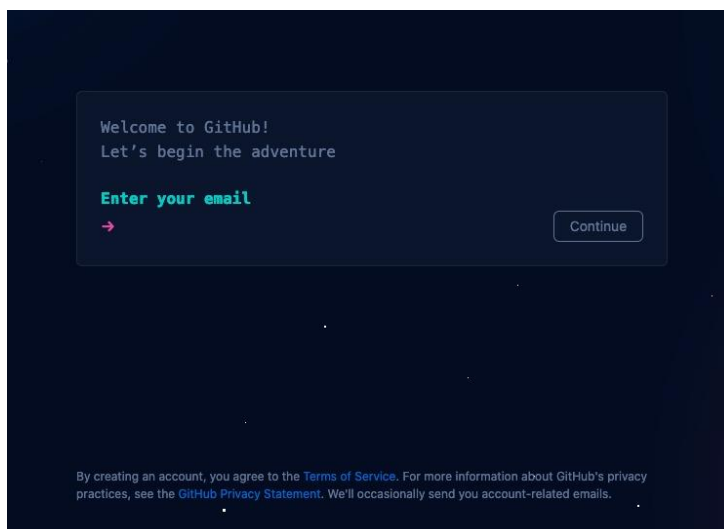 Welcome to GitHub!
Let’s begin the adventure
Enter your email
→
Continue
By creating an account, you agree to the Terms of Service. For more information about GitHub's privacy
practices, see the GitHub Privacy Statement. We'll occasionally send you account-related emails.